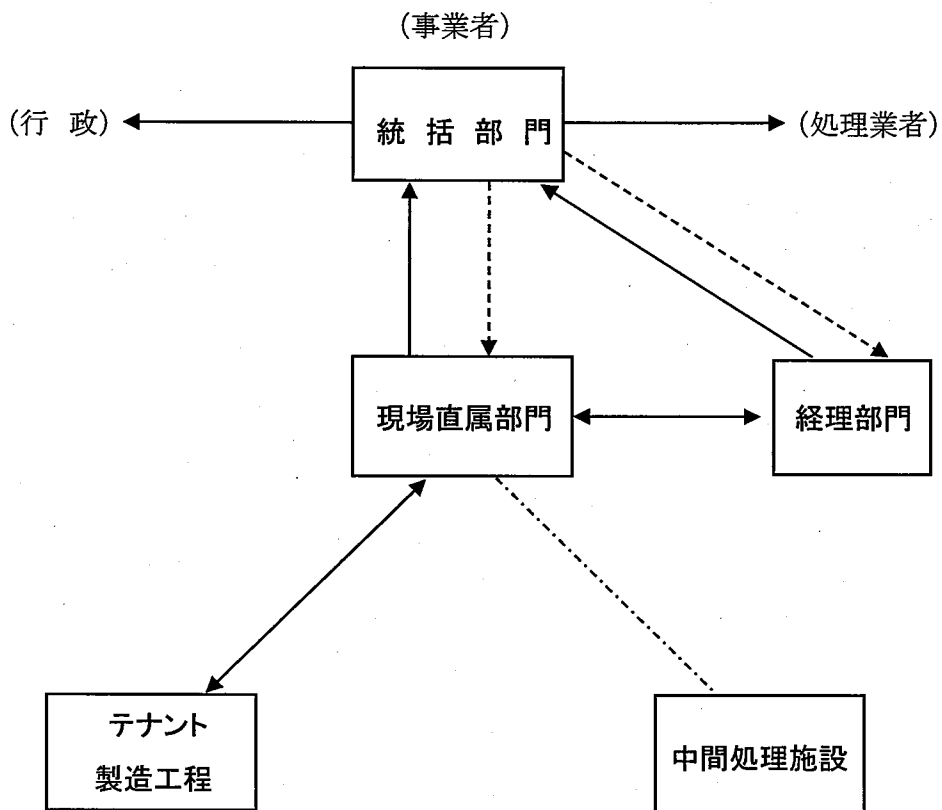 (事業者)
(行 政)
統 括 部 門
(処理業者)
現場直属部門
経理部門
テナント
製造工程
中間処理施設